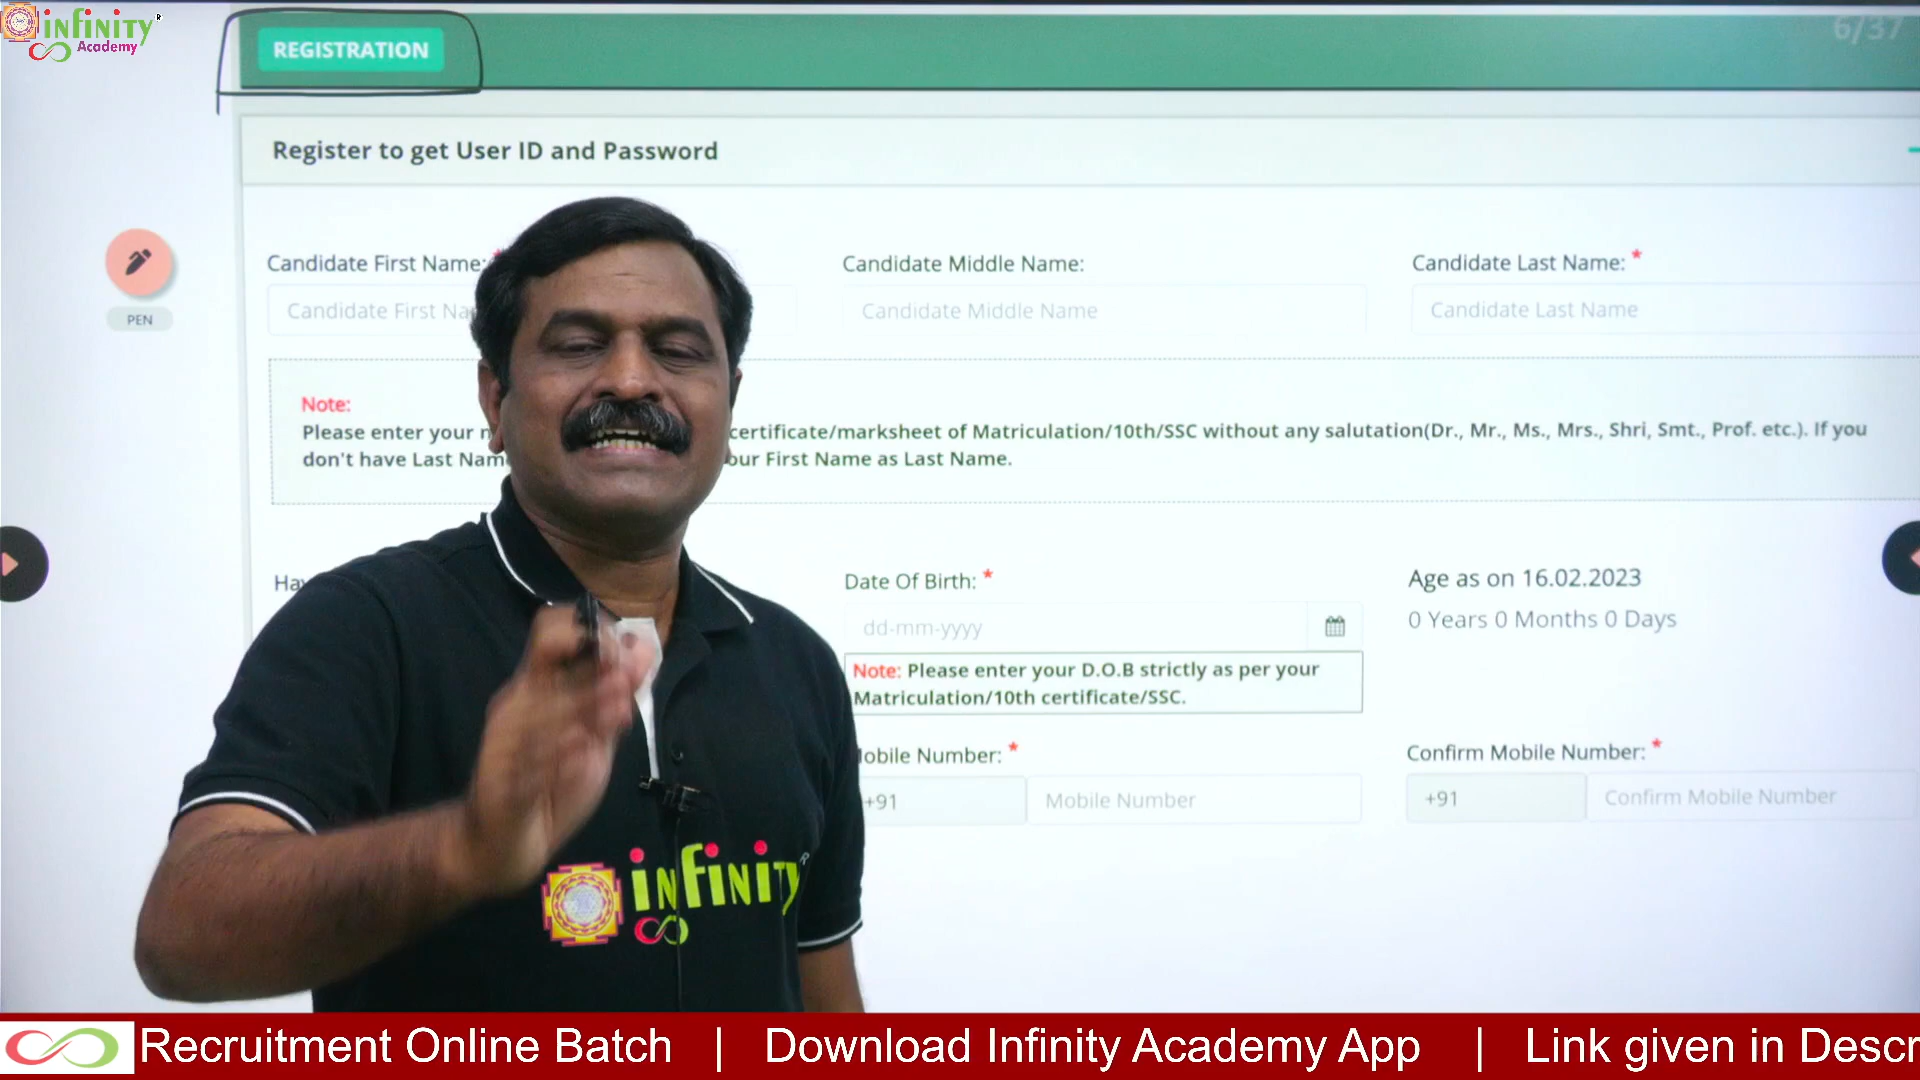 infinity
Academy
REGISTRATION
6/37
Register to get User ID and Password
Candidate First Name:
Candidate Middle Name:
Candidate Last Name: *
Candidate First
Candidate Middle Name
Candidate Last Name
PEN
Note:
Please enter your certificate/marksheet of Matriculation/10th/SSC without any salutation(Dr., Mr., Ms., Mrs., Shri, Smt., Prof. etc.). If you
don't have Last First Name as Last Name.
Date Of Birth: *
Age as on 16.02.2023
dd-mm-yyyy
0 Years 0 Months 0 Days
Note: Please enter your D.O.B strictly as per your
Matriculation/10th certificate/SSC.
Mobile Number: *
Confirm Mobile Number: *
+91
Mobile Number
+91
Confirm Mobile Number
infinity
Recruitment Online Batch | Download Infinity Academy App | Link given in Descr